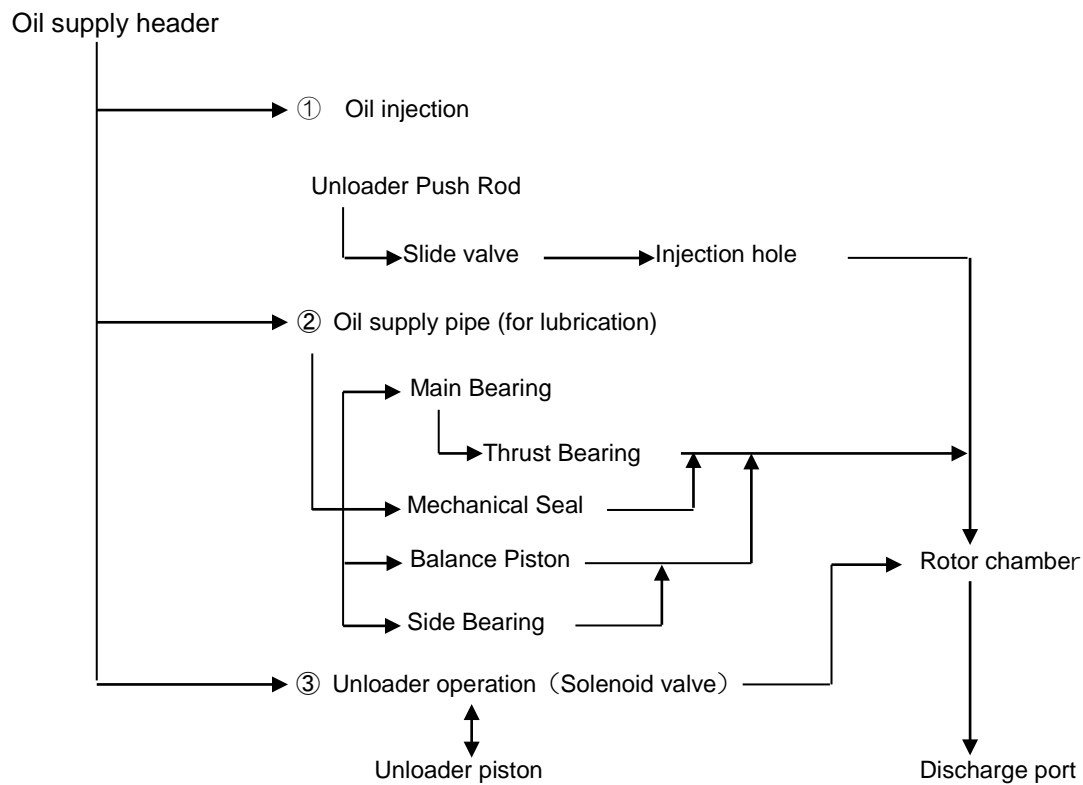 Oil supply header
① Oil injection
Unloader Push Rod
Slide valve
Injection hole
② Oil supply pipe (for lubrication)
Main Bearing
Thrust Bearing
Mechanical Seal
Balance Piston
Rotor chamber
Side Bearing
③ Unloader operation（Solenoid valve）
Unloader piston
Discharge port